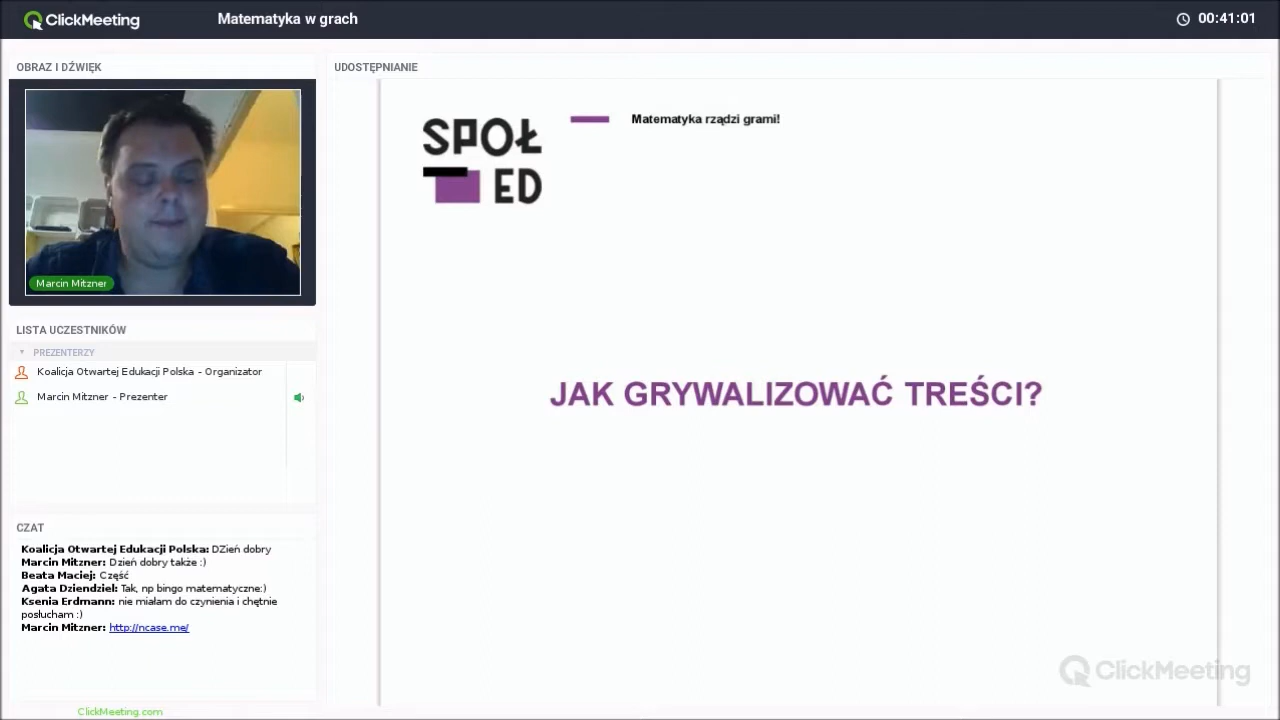 ClickMeeting
Matematyka w grach
00:41:01
OBRAZ I DŹWIĘK
Marcin Mitzner
LISTA UCZESTNIKÓW
PREZENTERZY
Koalicja Otwartej Edukacji Polska - Organizator
Marcin Mitzner - Prezenter
CZAT
Koalicja Otwartej Edukacji Polska: DZień dobry
Marcin Mitzner: Dzień dobry także :)
Beata Maciej: Część
Agata Dziendziel: Tak, np bingo matematyczne:)
Ksenia Erdmann: nie miałam do czynienia i chętnie
posłucham :)
Marcin Mitzner: http://ncase.me/
ClickMeeting.com
UDOSTĘPNIANIE
SPOŁ
ED
Matematyka rządzi grami!
JAK GRYWALIZOWAĆ TREŚCI?
ClickMeeting